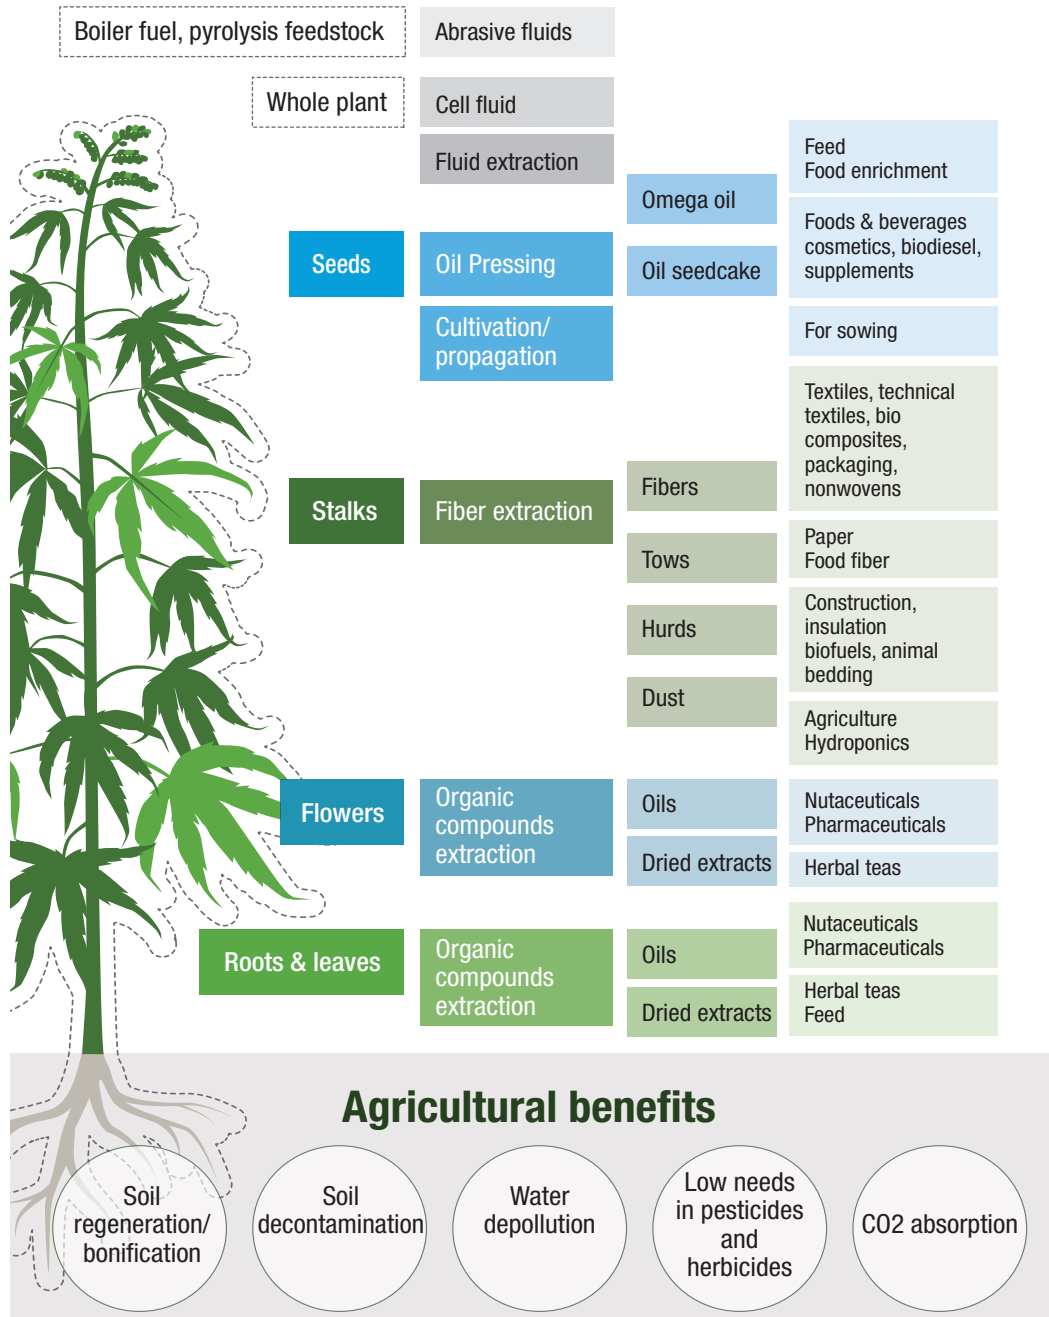 Boiler fuel, pyrolysis feedstock
Abrasive fluids
Whole plant
Cell fluid
Fluid extraction
Seeds
Oil Pressing
Cultivation/
propagation
Omega oil
Oil seedcake
Feed
Food enrichment
Foods & beverages
cosmetics, biodiesel,
supplements
For sowing
Stalks
Fiber extraction
Fibers
Tows
Hurds
Dust
Textiles, technical
textiles, bio
composites,
packaging,
nonwovens
Paper
Food fiber
Construction,
insulation
biofuels, animal
bedding
Agriculture
Hydroponics
Flowers
Organic
compounds
extraction
Oils
Dried extracts
Nutaceuticals
Pharmaceuticals
Herbal teas
Roots & leaves
Organic
compounds
extraction
Oils
Dried extracts
Nutaceuticals
Pharmaceuticals
Herbal teas
Feed
Agricultural benefits
Soil
regeneration/
bonification
Soil
decontamination
Water
depollution
Low needs
in pesticides
and
herbicides
CO2 absorption